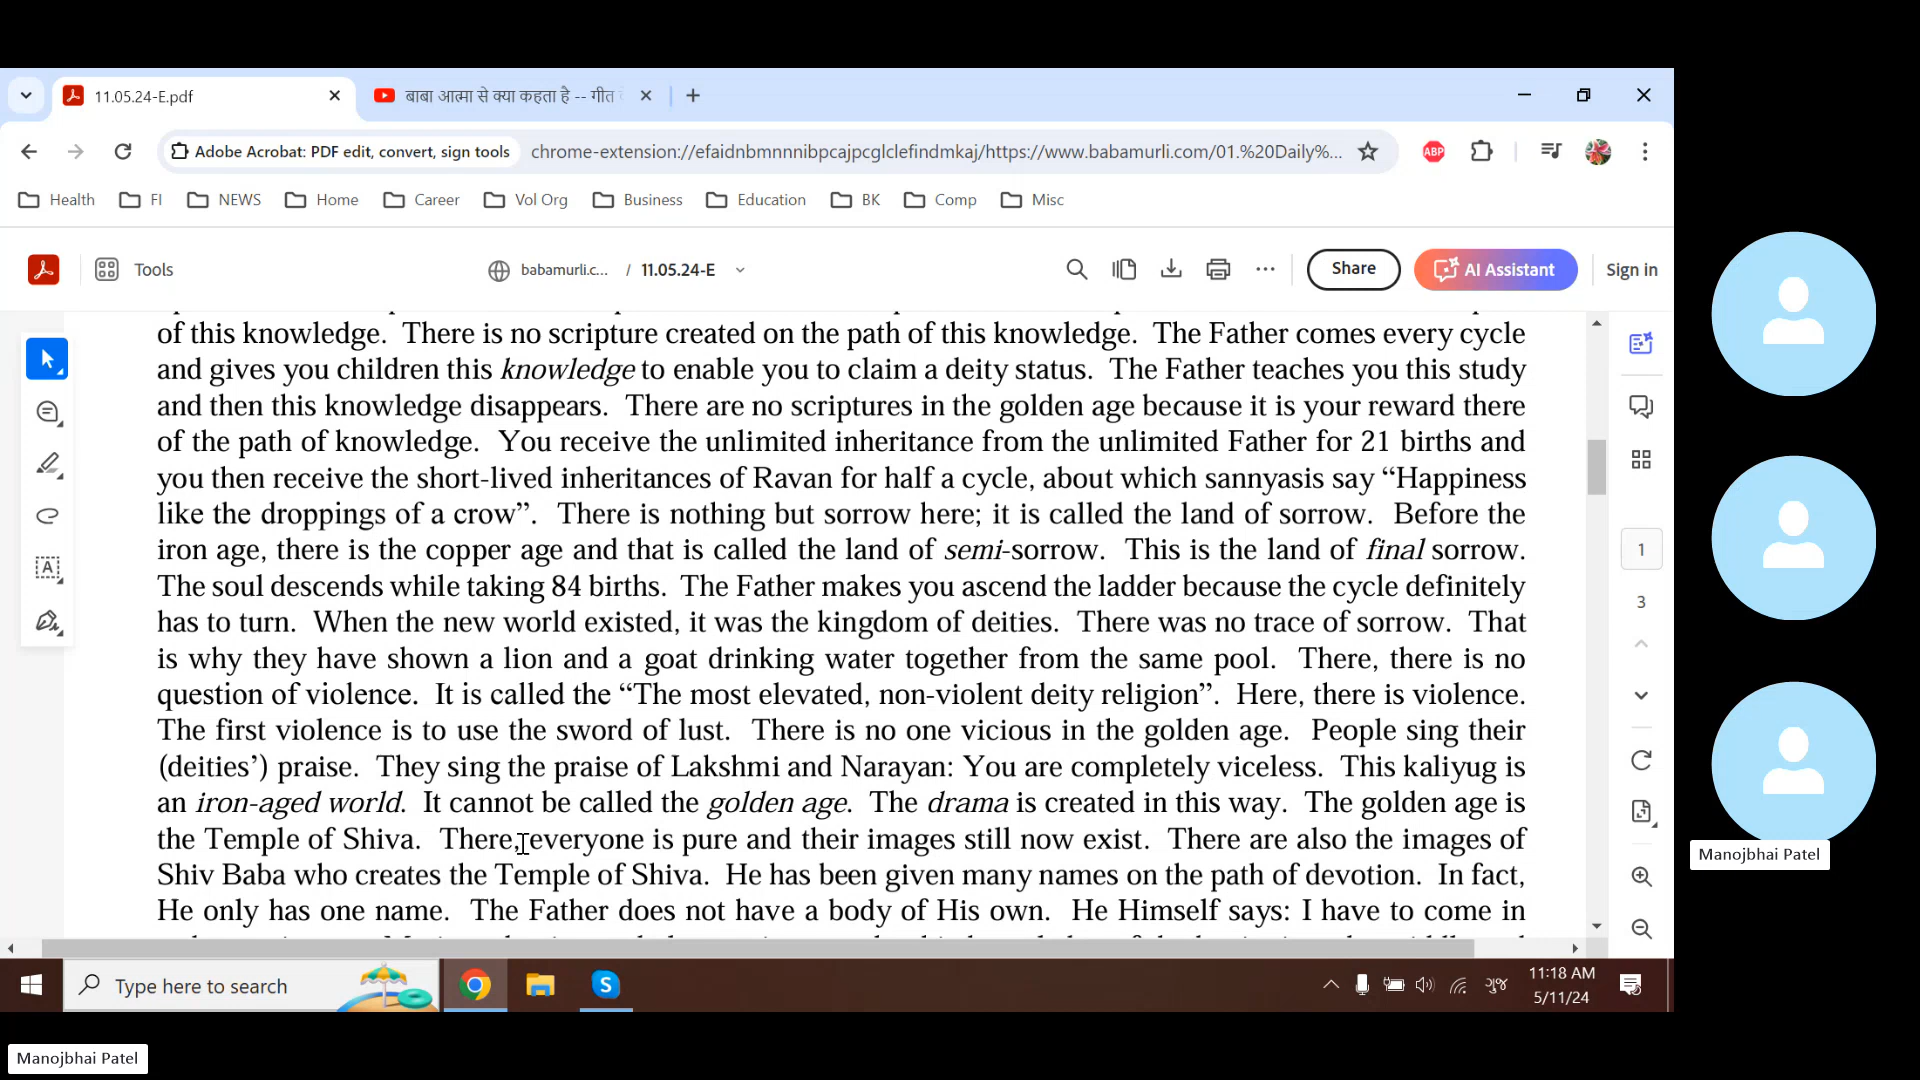 11.05.24-E.pdf
बाबा आत्मा से क्या कहता है -- गीत
Adobe Acrobat: PDF edit, convert, sign tools
chrome-extension://efaidnbmnnnibpcajpcglclefindmkaj/https://www.babamurli.com/01.%20Daily%...
ABP
Health FI NEWS Home Career Vol Org Business Education BK Comp Misc
Tools
babamurli.c... / 11.05.24-E
Share
AI Assistant
Sign in
of this knowledge. There is no scripture created on the path of this knowledge. The Father comes every cycle
and gives you children this knowledge to enable you to claim a deity status. The Father teaches you this study
and then this knowledge disappears. There are no scriptures in the golden age because it is your reward there
of the path of knowledge. You receive the unlimited inheritance from the unlimited Father for 21 births and
you then receive the short-lived inheritances of Ravan for half a cycle, about which sannyasis say “Happiness
like the droppings of a crow”. There is nothing but sorrow here; it is called the land of sorrow. Before the
iron age, there is the copper age and that is called the land of semi-sorrow. This is the land of final sorrow.
The soul descends while taking 84 births. The Father makes you ascend the ladder because the cycle definitely
has to turn. When the new world existed, it was the kingdom of deities. There was no trace of sorrow. That
is why they have shown a lion and a goat drinking water together from the same pool. There, there is no
question of violence. It is called the “The most elevated, non-violent deity religion”. Here, there is violence.
The first violence is to use the sword of lust. There is no one vicious in the golden age. People sing their
(deities’) praise. They sing the praise of Lakshmi and Narayan: You are completely viceless. This kaliyug is
an iron-aged world. It cannot be called the golden age. The drama is created in this way. The golden age is
the Temple of Shiva. There, everyone is pure and their images still now exist. There are also the images of
Shiv Baba who creates the Temple of Shiva. He has been given many names on the path of devotion. In fact,
He only has one name. The Father does not have a body of His own. He Himself says: I have to come in
1
3
Manojbhai Patel
Type here to search
ગુજ
11:18 AM
5/11/24
Manojbhai Patel